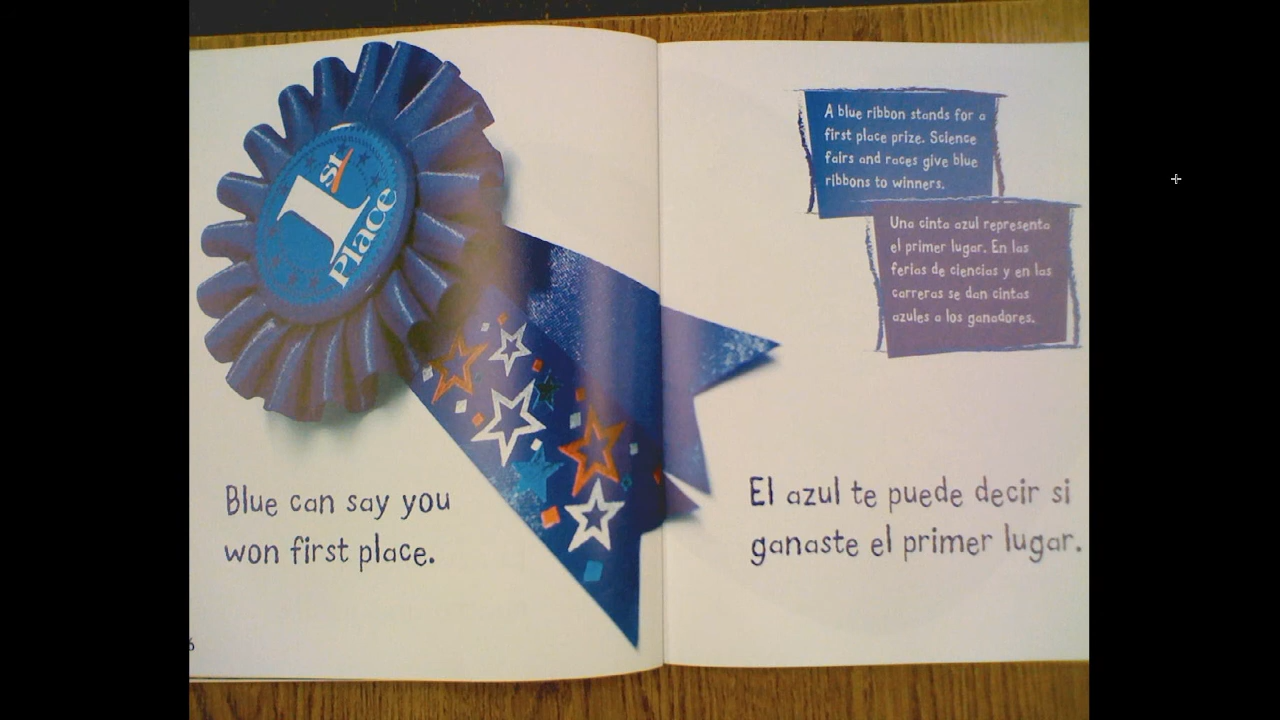 1st
Place
Blue can say you
won first place.
A blue ribbon stands for a
first place prize. Science
fairs and races give blue
ribbons to winners.
Una cinta azul representa
el primer lugar. En las
ferias de ciencias y en las
carreras se dan cintas
azules a los ganadores.
El azul te puede decir si
ganaste el primer lugar.